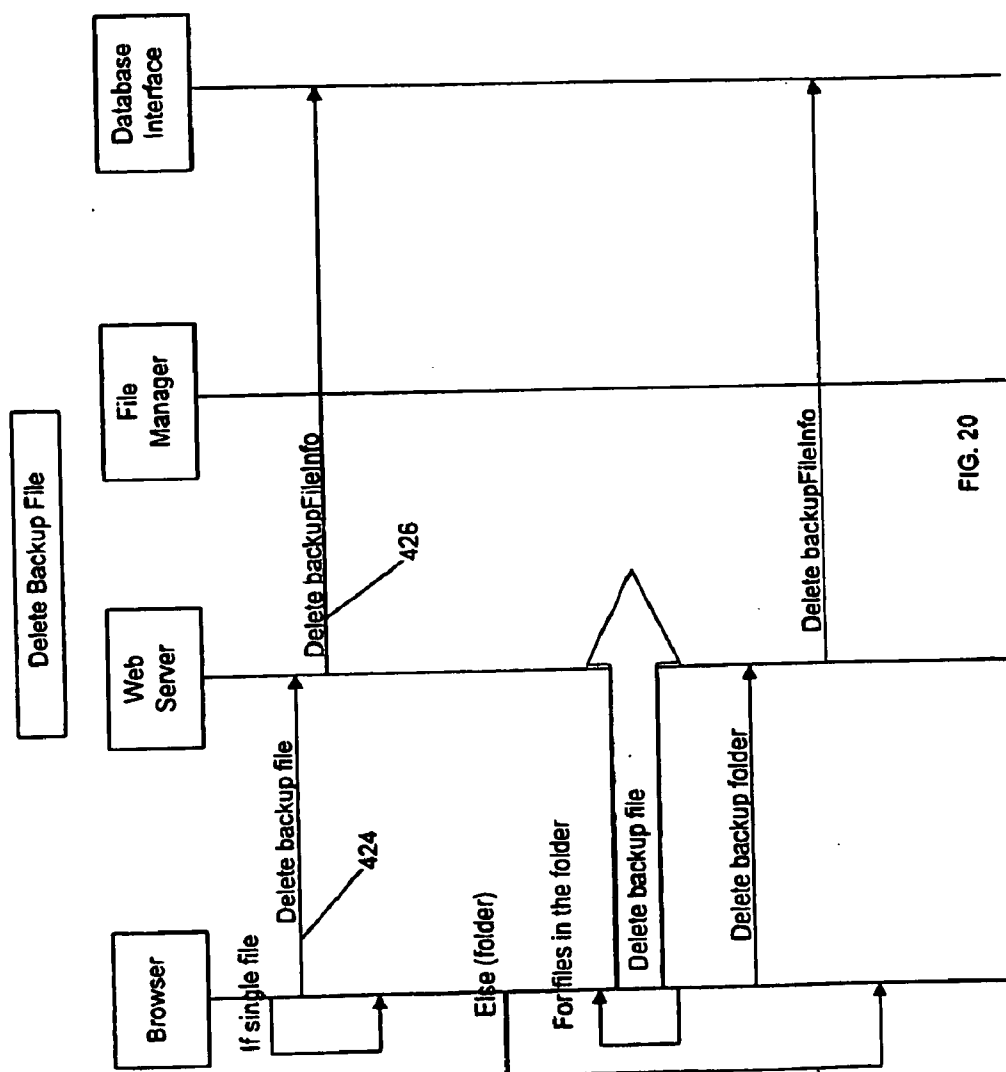 Delete Backup File
Browser
Web
Server
File
Manager
Database
Interface
If single file
Delete backup file
424
Delete backupFileInfo
426
Else (folder)
For files in the folder
Delete backup file
Delete backup folder
Delete backupFileInfo
FIG. 20